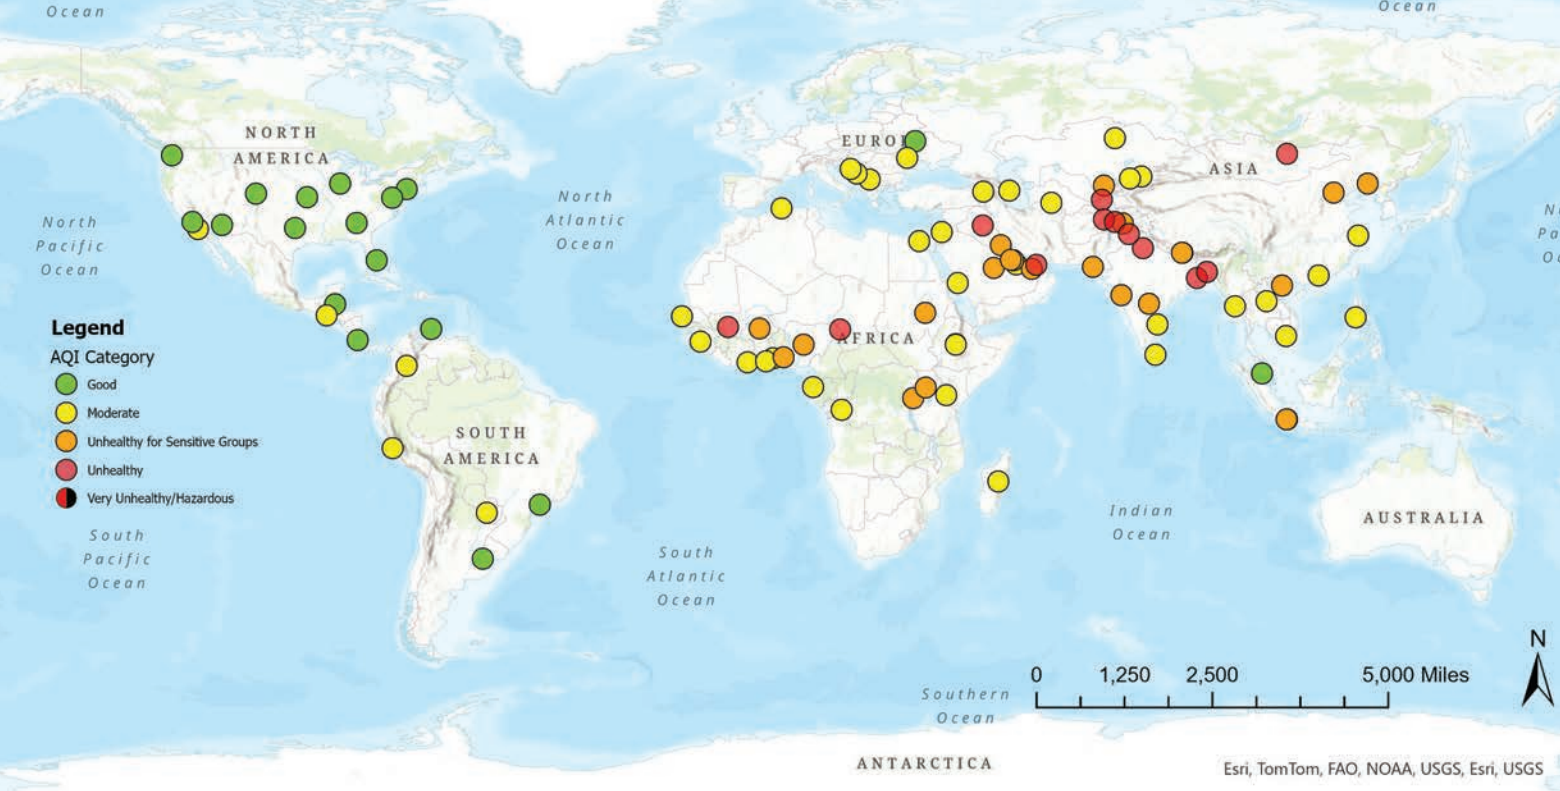 Ocean
Ocean
NORTH
AMERICA
EURO
ASIA
North
Pacific
Ocean
North
Atlantic
Ocean
Legend
AQI Category
Good
Moderate
Unhealthy for Sensitive Groups
Unhealthy
Very Unhealthy/Hazardous
AFRICA
SOUTH
AMERICA
Indian
Ocean
AUSTRALIA
South
Pacific
Ocean
South
Atlantic
Ocean
N
0 1,250 2,500 5,000 Miles
Southern
Ocean
ANTARCTICA
Esri, TomTom, FAO, NOAA, USGS, Esri, USGS